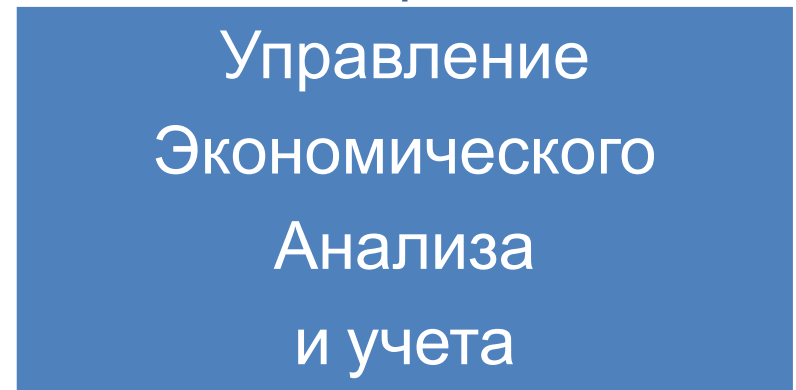 Управление
Экономического
Анализа
и учета